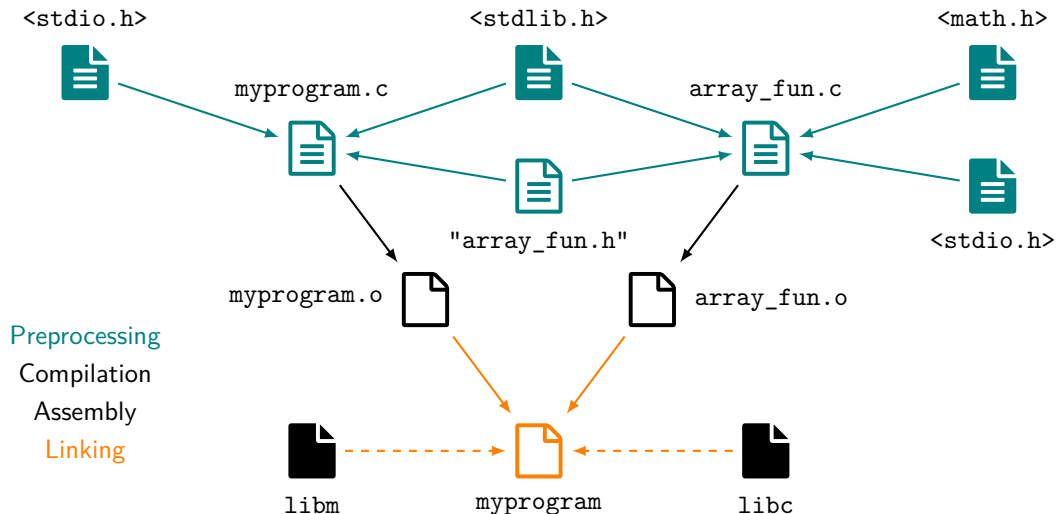 <stdio.h>
<stdlib.h>
<math.h>
myprogram.c
array_fun.c
"array_fun.h"
<stdio.h>
myprogram.o
array_fun.o
Preprocessing
Compilation
Assembly
Linking
libm
myprogram
libc